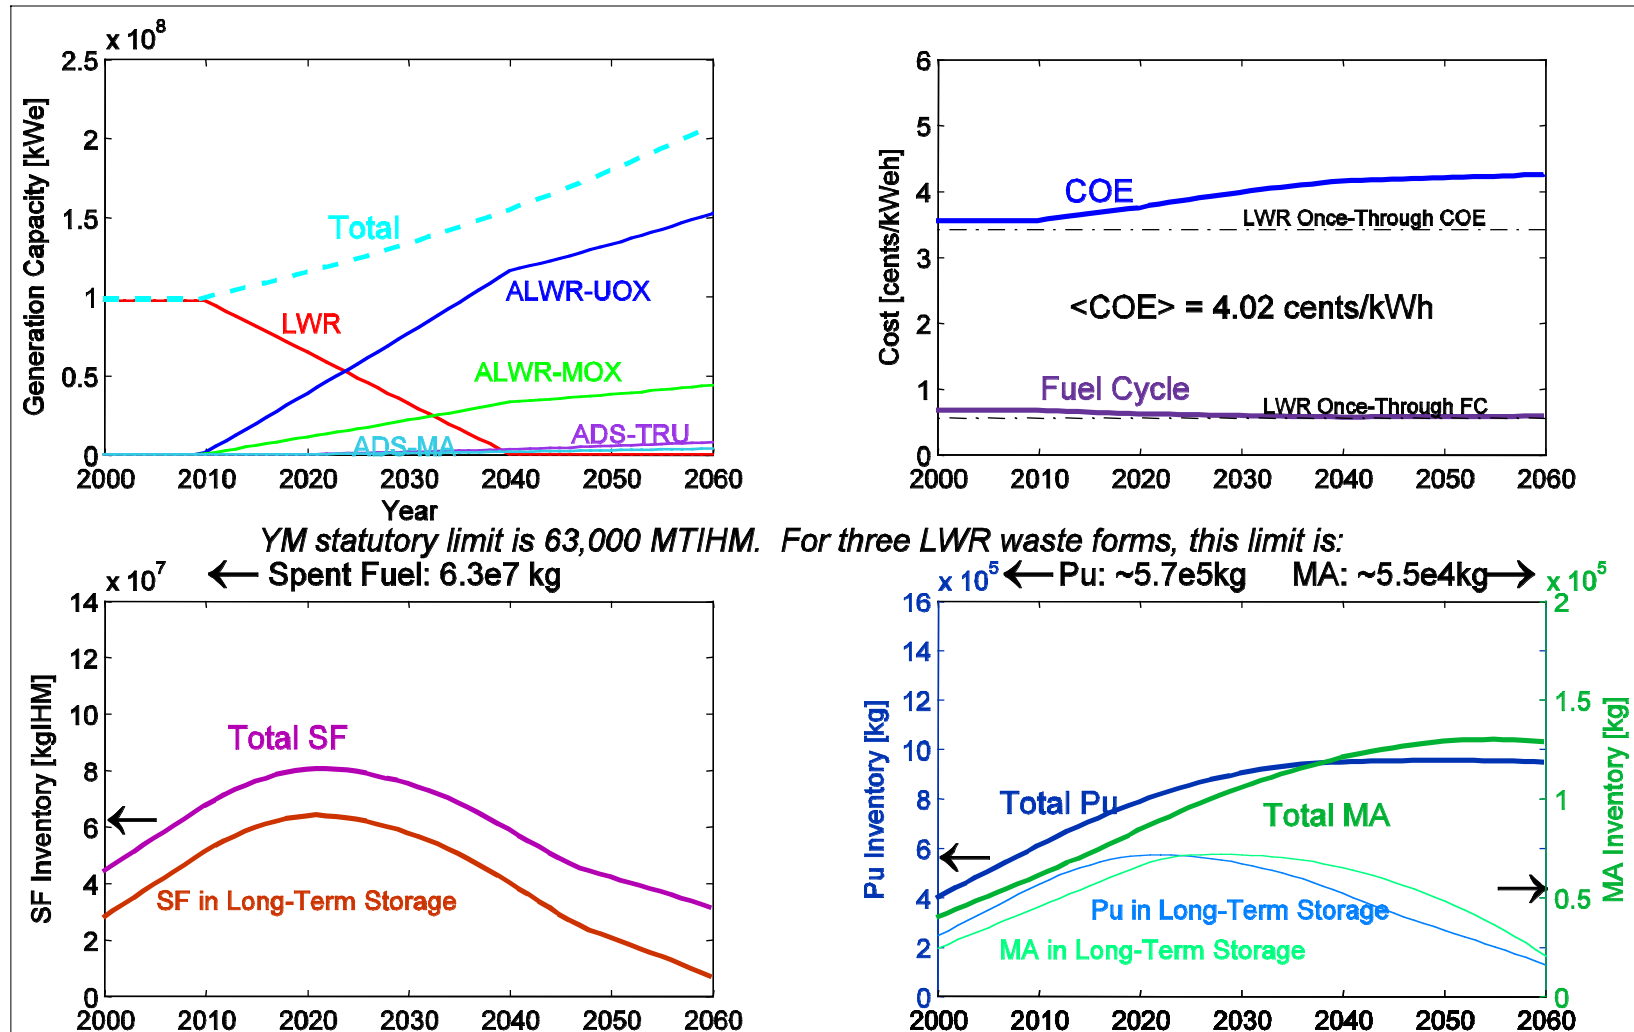 x 10^8
2.5
2
1.5
1
0.5
0
Generation Capacity [kWe]
Total
LWR
ALWR-UOX
ALWR-MOX
ADS-MA
ADS-TRU
2000 2010 2020 2030 2040 2050 2060
Year
6
5
4
3
2
1
0
Cost [cents/kWeh]
COE
LWR Once-Through COE
<COE> = 4.02 cents/kWh
Fuel Cycle
LWR Once-Through FC
2000 2010 2020 2030 2040 2050 2060
YM statutory limit is 63,000 MTIHM. For three LWR waste forms, this limit is:
x 10^7 ← Spent Fuel: 6.3e7 kg
14
12
10
8
6
4
2
0
SF Inventory [kgIHM]
Total SF
SF in Long-Term Storage
2000 2010 2020 2030 2040 2050 2060
x 10^5 ← Pu: ~5.7e5kg MA: ~5.5e4kg → x 10^5
16
14
12
10
8
6
4
2
0
Pu Inventory [kg]
Total Pu
Total MA
Pu in Long-Term Storage
MA in Long-Term Storage
2
1.5
1
0.5
0
MA Inventory [kg]
2000 2010 2020 2030 2040 2050 2060